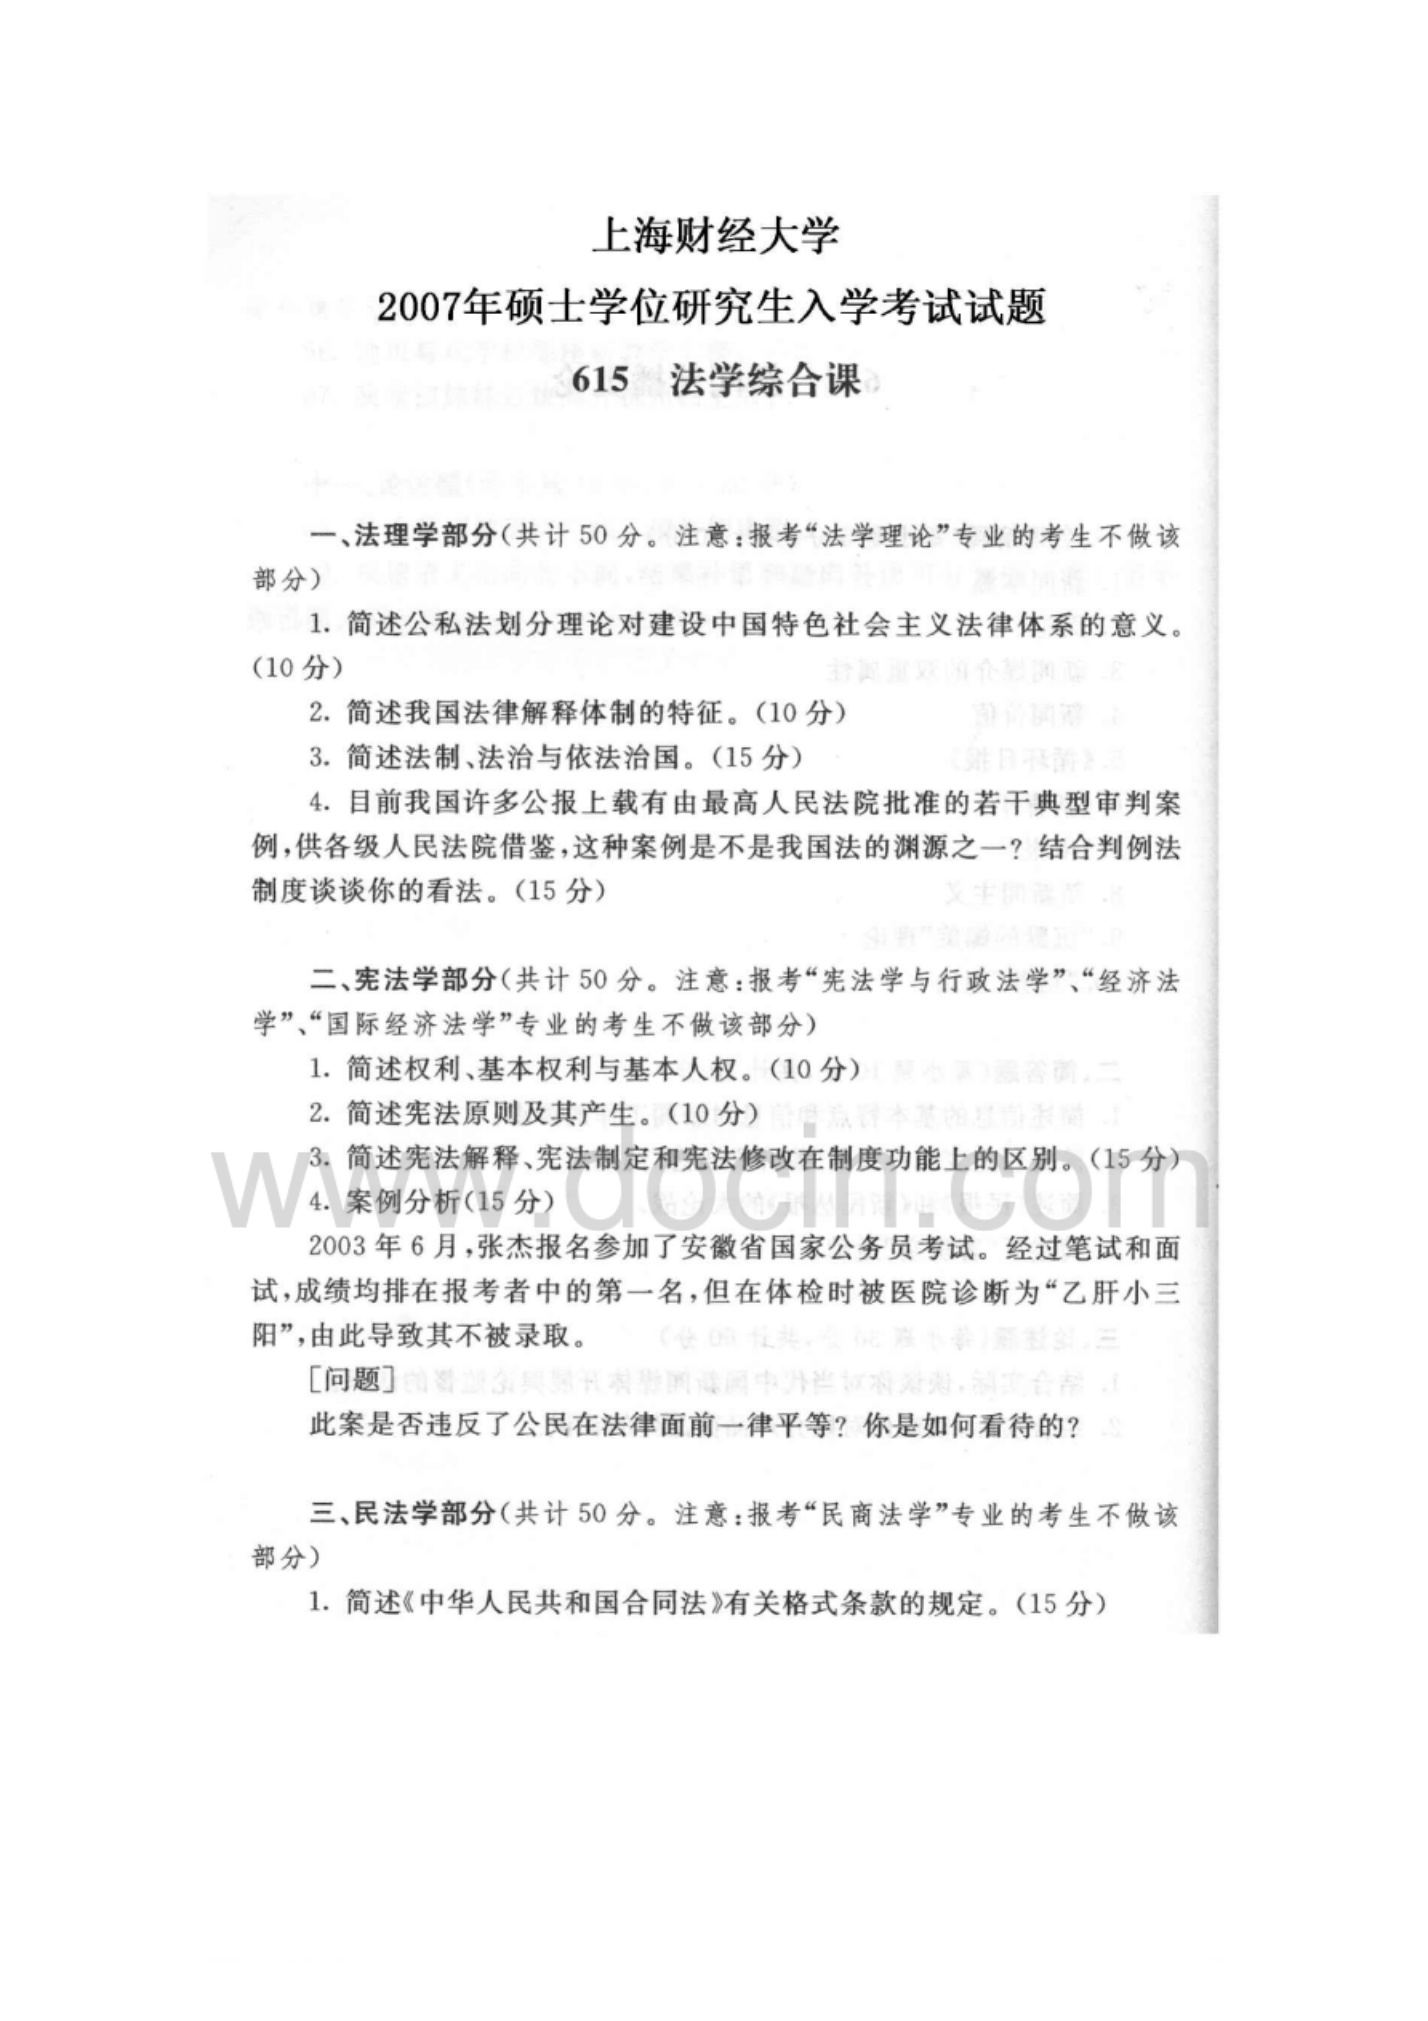 上海财经大学
2007年硕士学位研究生入学考试试题
615 法学综合课
一、法理学部分(共计50分。注意:报考“法学理论”专业的考生不做该
部分)
1. 简述公私法划分理论对建设中国特色社会主义法律体系的意义。
(10分)
2. 简述我国法律解释体制的特征。(10分)
3. 简述法制、法治与依法治国。(15分)
4. 目前我国许多公报上载有由最高人民法院批准的若干典型审判案
例,供各级人民法院借鉴,这种案例是不是我国法的渊源之一? 结合判例法
制度谈谈你的看法。(15分)
二、宪法学部分(共计50分。注意:报考“宪法学与行政法学”、“经济法
学”、“国际经济法学”专业的考生不做该部分)
1. 简述权利、基本权利与基本人权。(10分)
2. 简述宪法原则及其产生。(10分)
3. 简述宪法解释、宪法制定和宪法修改在制度功能上的区别。(15分)
4. 案例分析(15分)
www.docin.com
2003年6月,张杰报名参加了安徽省国家公务员考试。经过笔试和面
试,成绩均排在报考者中的第一名,但在体检时被医院诊断为“乙肝小三
阳”,由此导致其不被录取。
[问题]
此案是否违反了公民在法律面前一律平等? 你是如何看待的?
三、民法学部分(共计50分。注意:报考“民商法学”专业的考生不做该
部分)
1. 简述《中华人民共和国合同法》有关格式条款的规定。(15分)